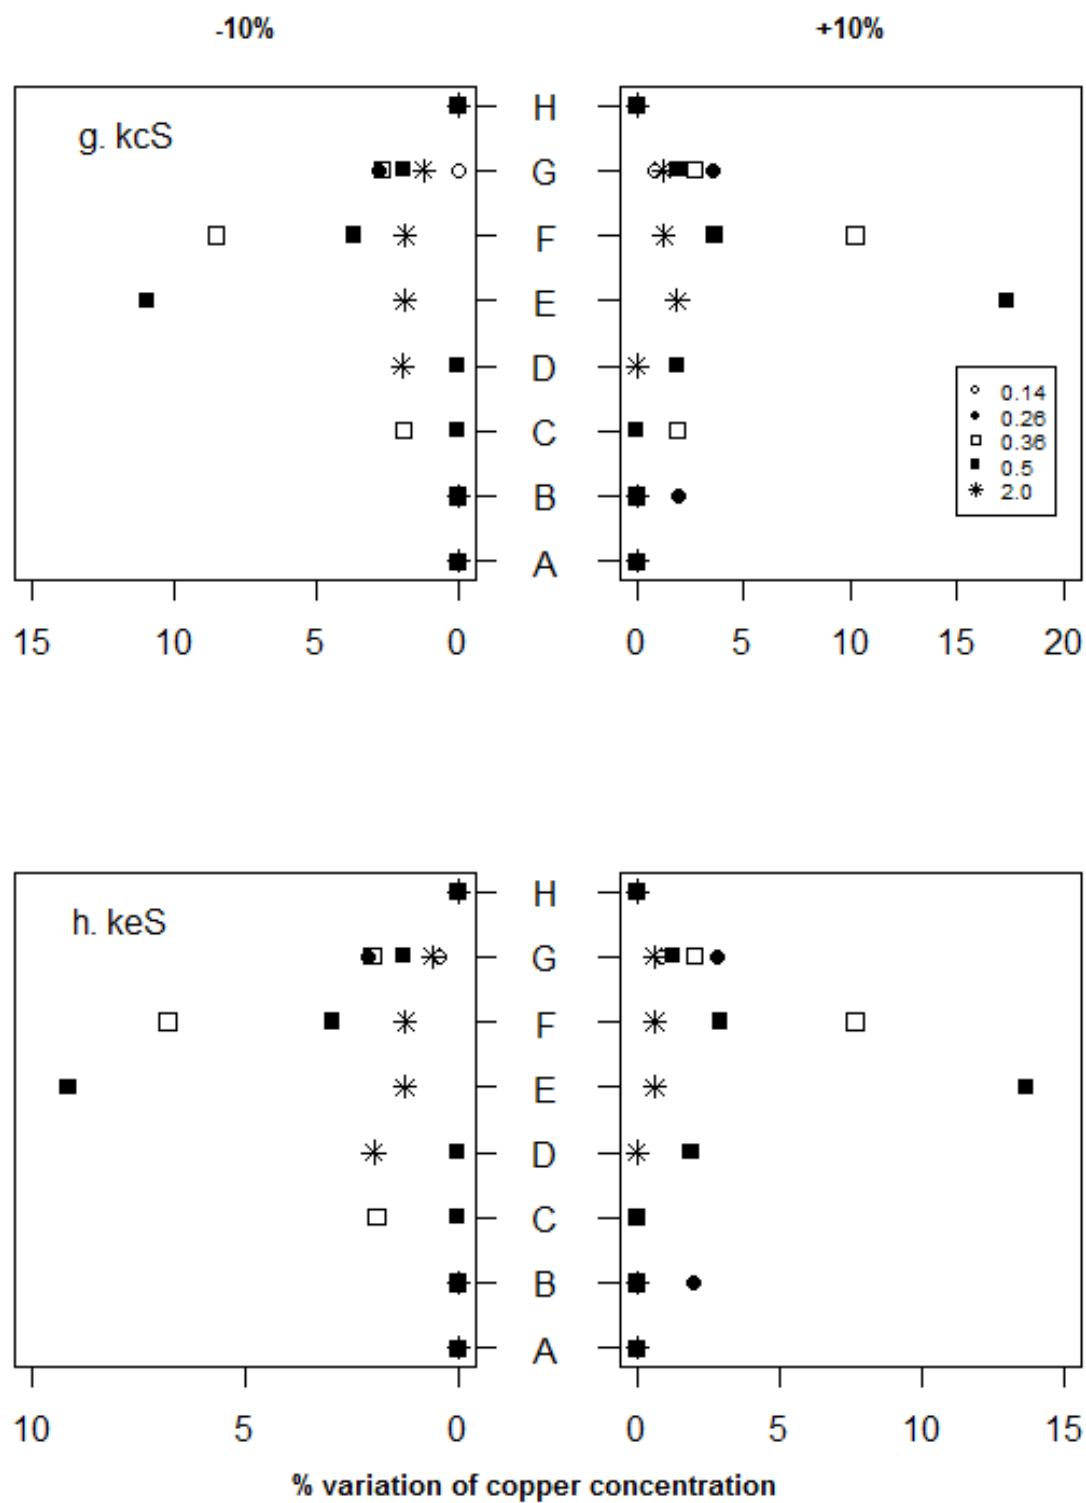 -10% +10%
g. kcS
H
G
F
E
D
C
B
A
0.14
0.26
0.36
0.5
2.0
15 10 5 0 0 5 10 15 20
h. keS
H
G
F
E
D
C
B
A
10 5 0 0 5 10 15
% variation of copper concentration